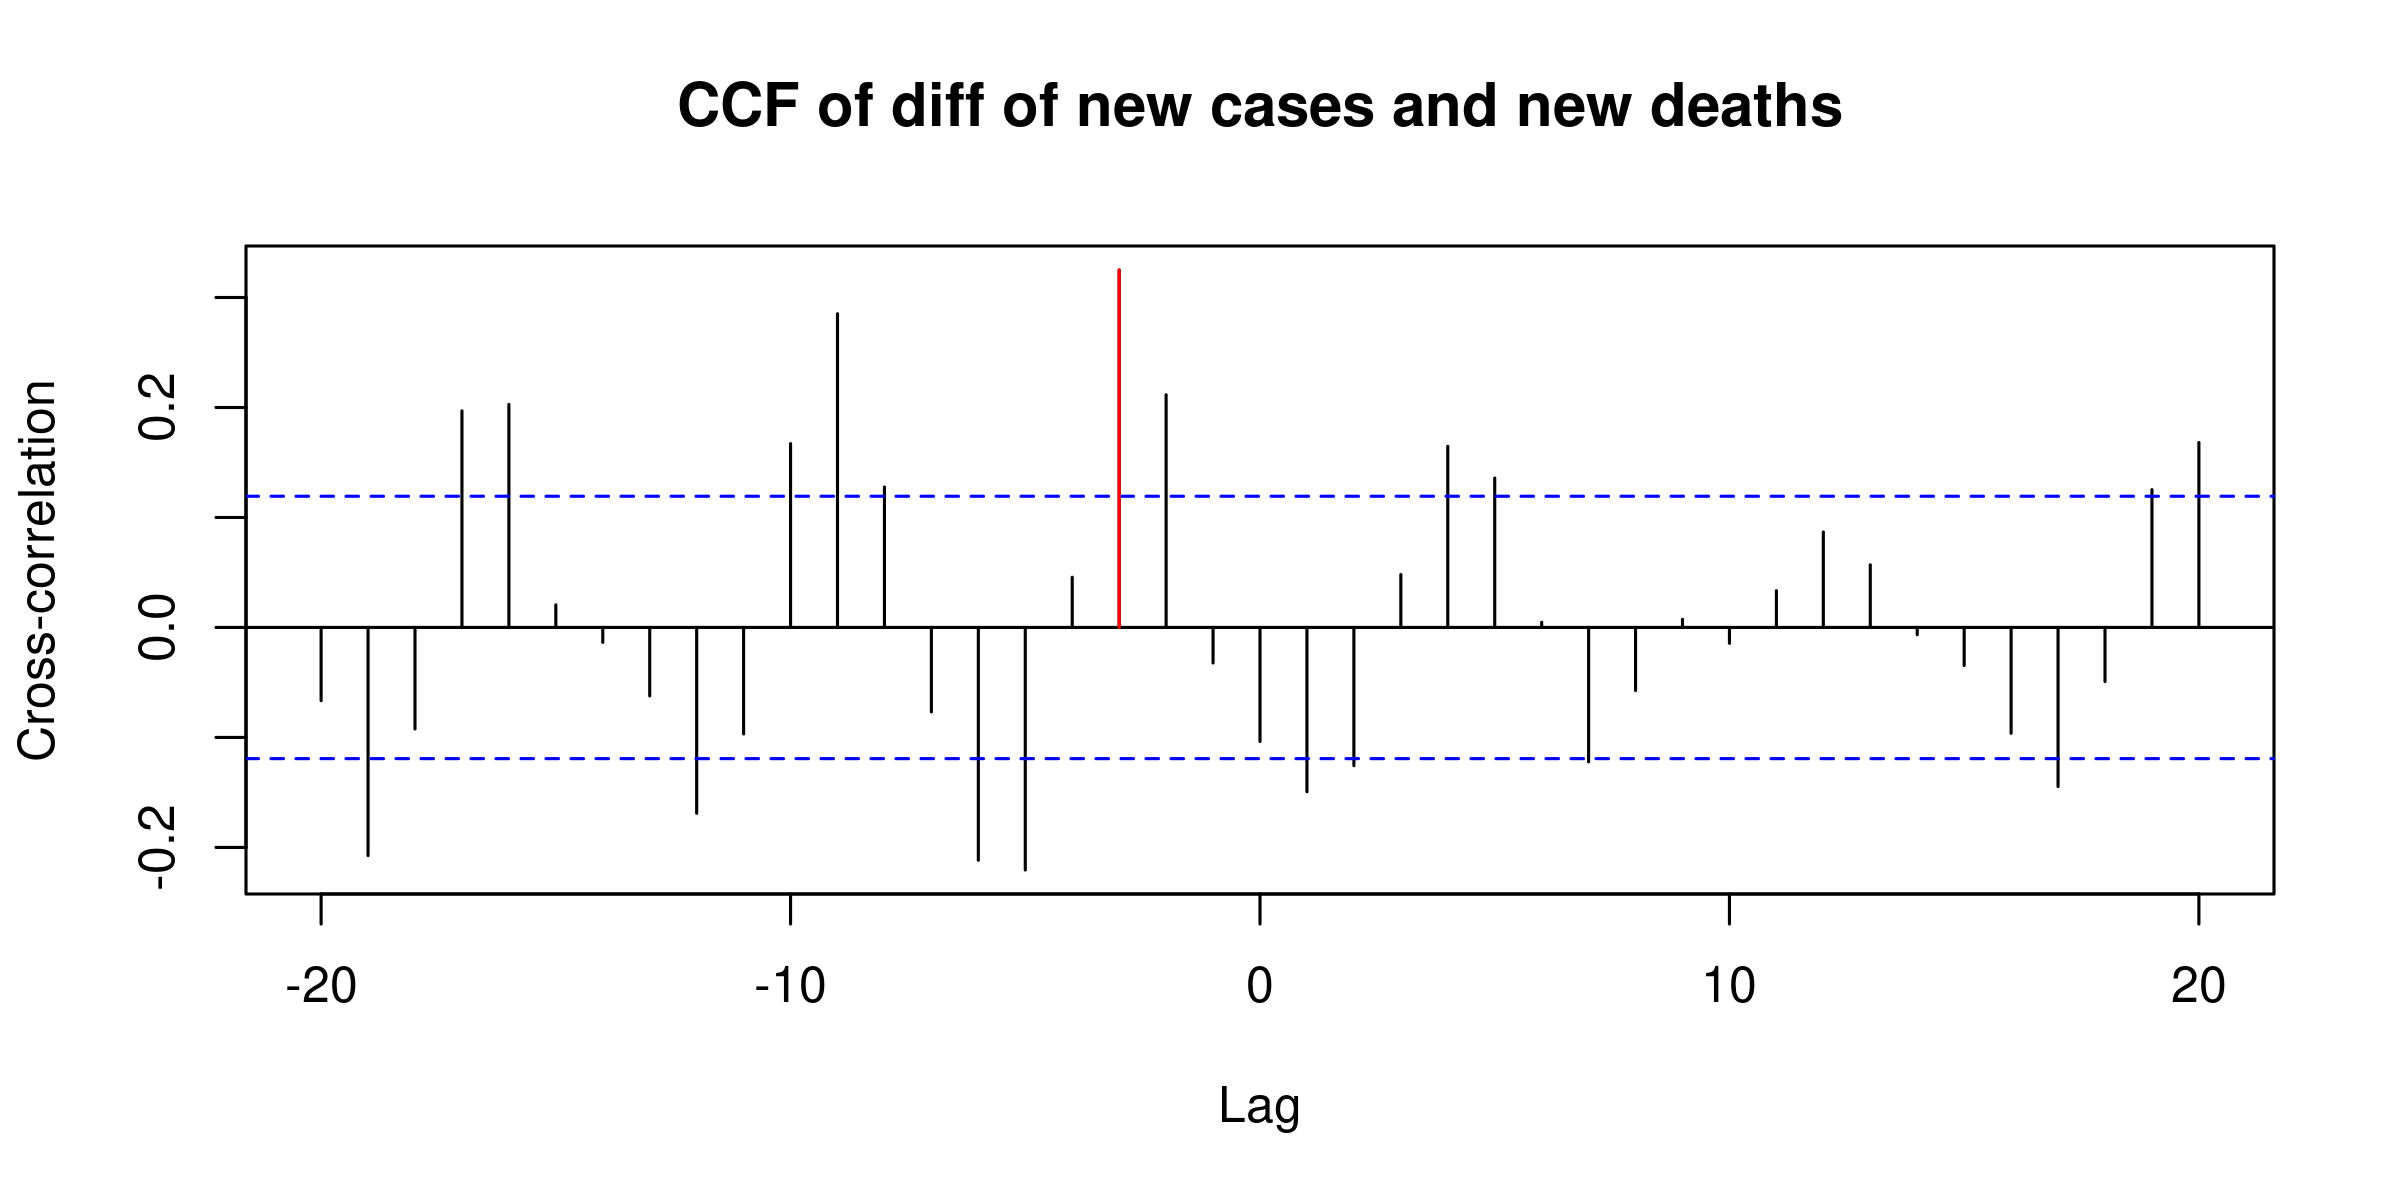 CCF of diff of new cases and new deaths
Cross-correlation
0.2
0.0
-0.2
-20 -10 0 10 20
Lag